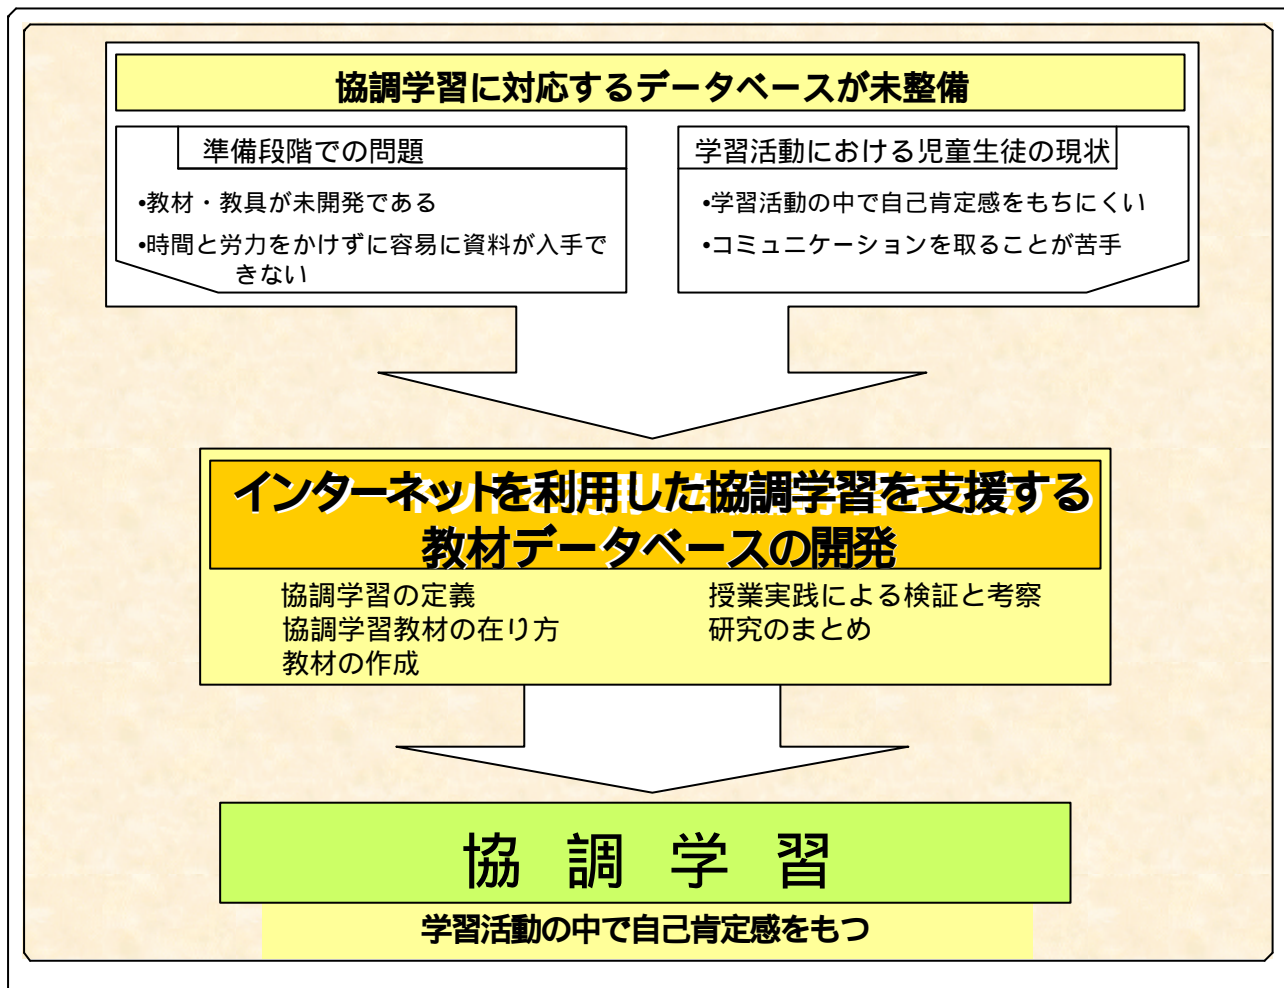 協調学習に対応するデータベースが未整備
準備段階での問題
•教材・教具が未開発である
•時間と労力をかけずに容易に資料が入手で
きない
学習活動における児童生徒の現状
•学習活動の中で自己肯定感をもちにくい
•コミュニケーションを取ることが苦手
インターネットを利用した協調学習を支援する
教材データベースの開発
協調学習の定義
協調学習教材の在り方
教材の作成
授業実践による検証と考察
研究のまとめ
協 調 学 習
学習活動の中で自己肯定感をもつ